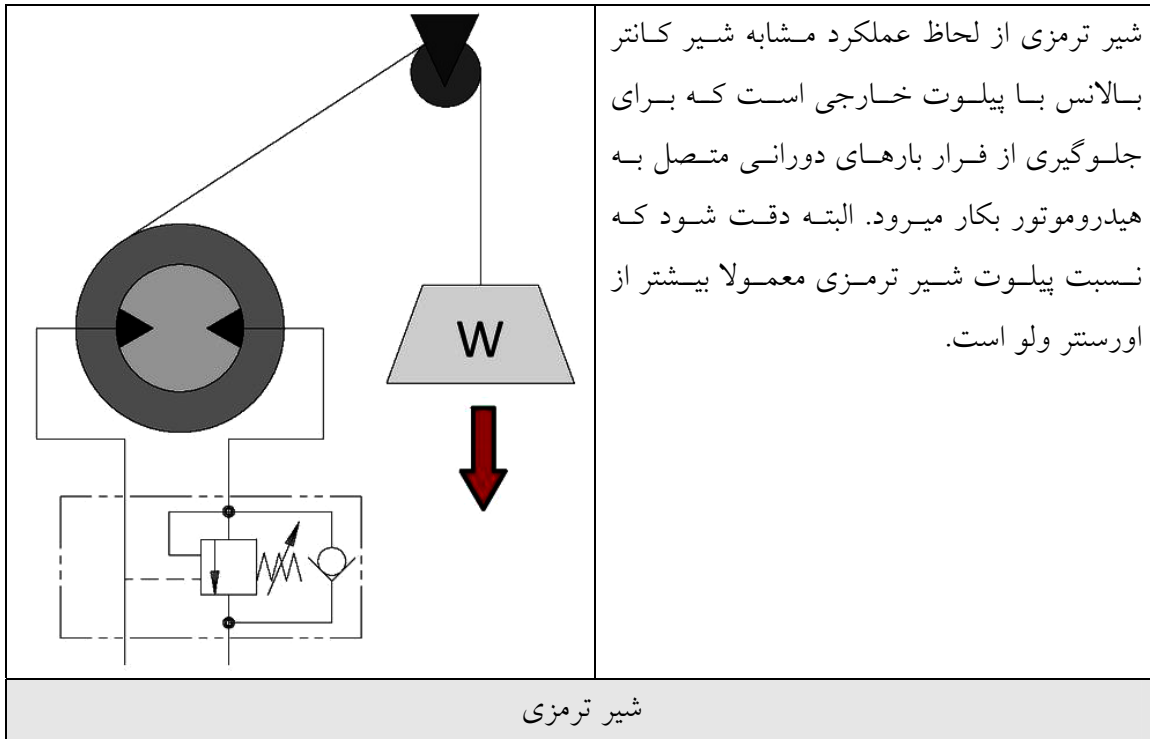 شیر ترمزی از لحاظ عملکرد مشابه شیر کانتر
بالانس با پیلوت خارجی است که برای
جلوگیری از فرار بارهای دورانی متصل به
هیدروموتور بکار میرود. البته دقت شود که
نسبت پیلوت شیر ترمزی معمولا بیشتر از
اورسنتر ولو است.
W
شیر ترمزی